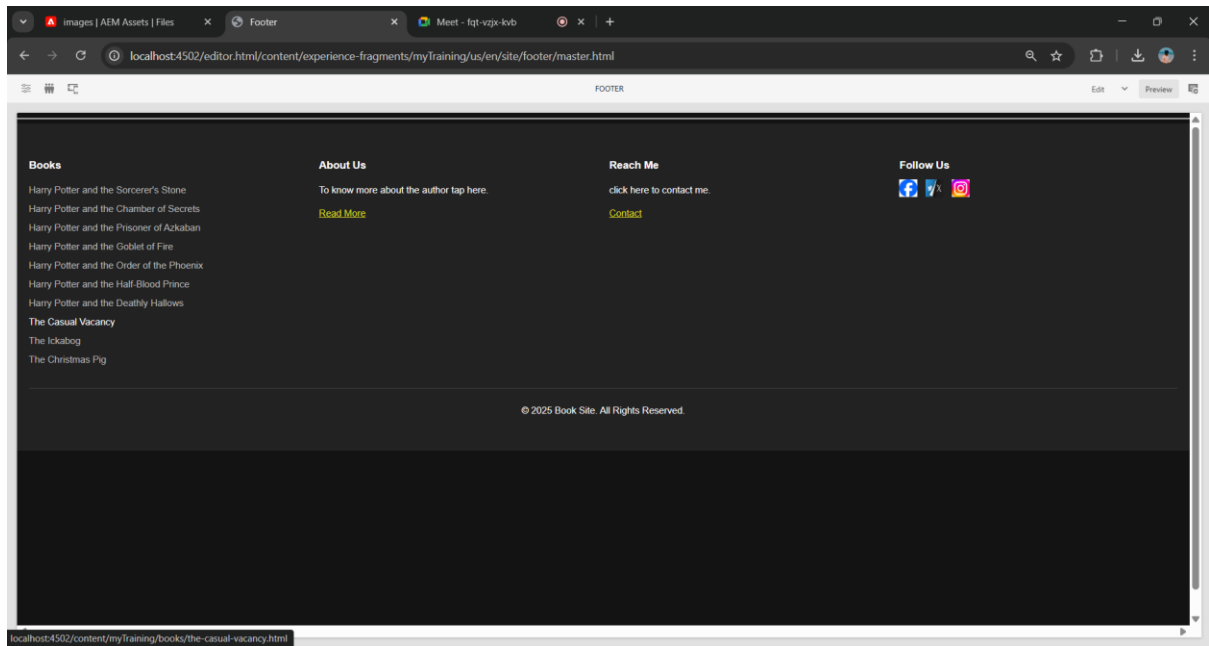 images | AEM Assets | Files
Footer
Meet - fqt-vzjx-kvb
localhost:4502/editor.html/content/experience-fragments/myTraining/us/en/site/footer/master.html
FOOTER
Edit
Preview
Books
Harry Potter and the Sorcerer's Stone
Harry Potter and the Chamber of Secrets
Harry Potter and the Prisoner of Azkaban
Harry Potter and the Goblet of Fire
Harry Potter and the Order of the Phoenix
Harry Potter and the Half-Blood Prince
Harry Potter and the Deathly Hallows
The Casual Vacancy
The Ickabog
The Christmas Pig
About Us
To know more about the author tap here.
Read More
Reach Me
click here to contact me.
Contact
Follow Us
X
© 2025 Book Site. All Rights Reserved.
localhost:4502/content/myTraining/books/the-casual-vacancy.html